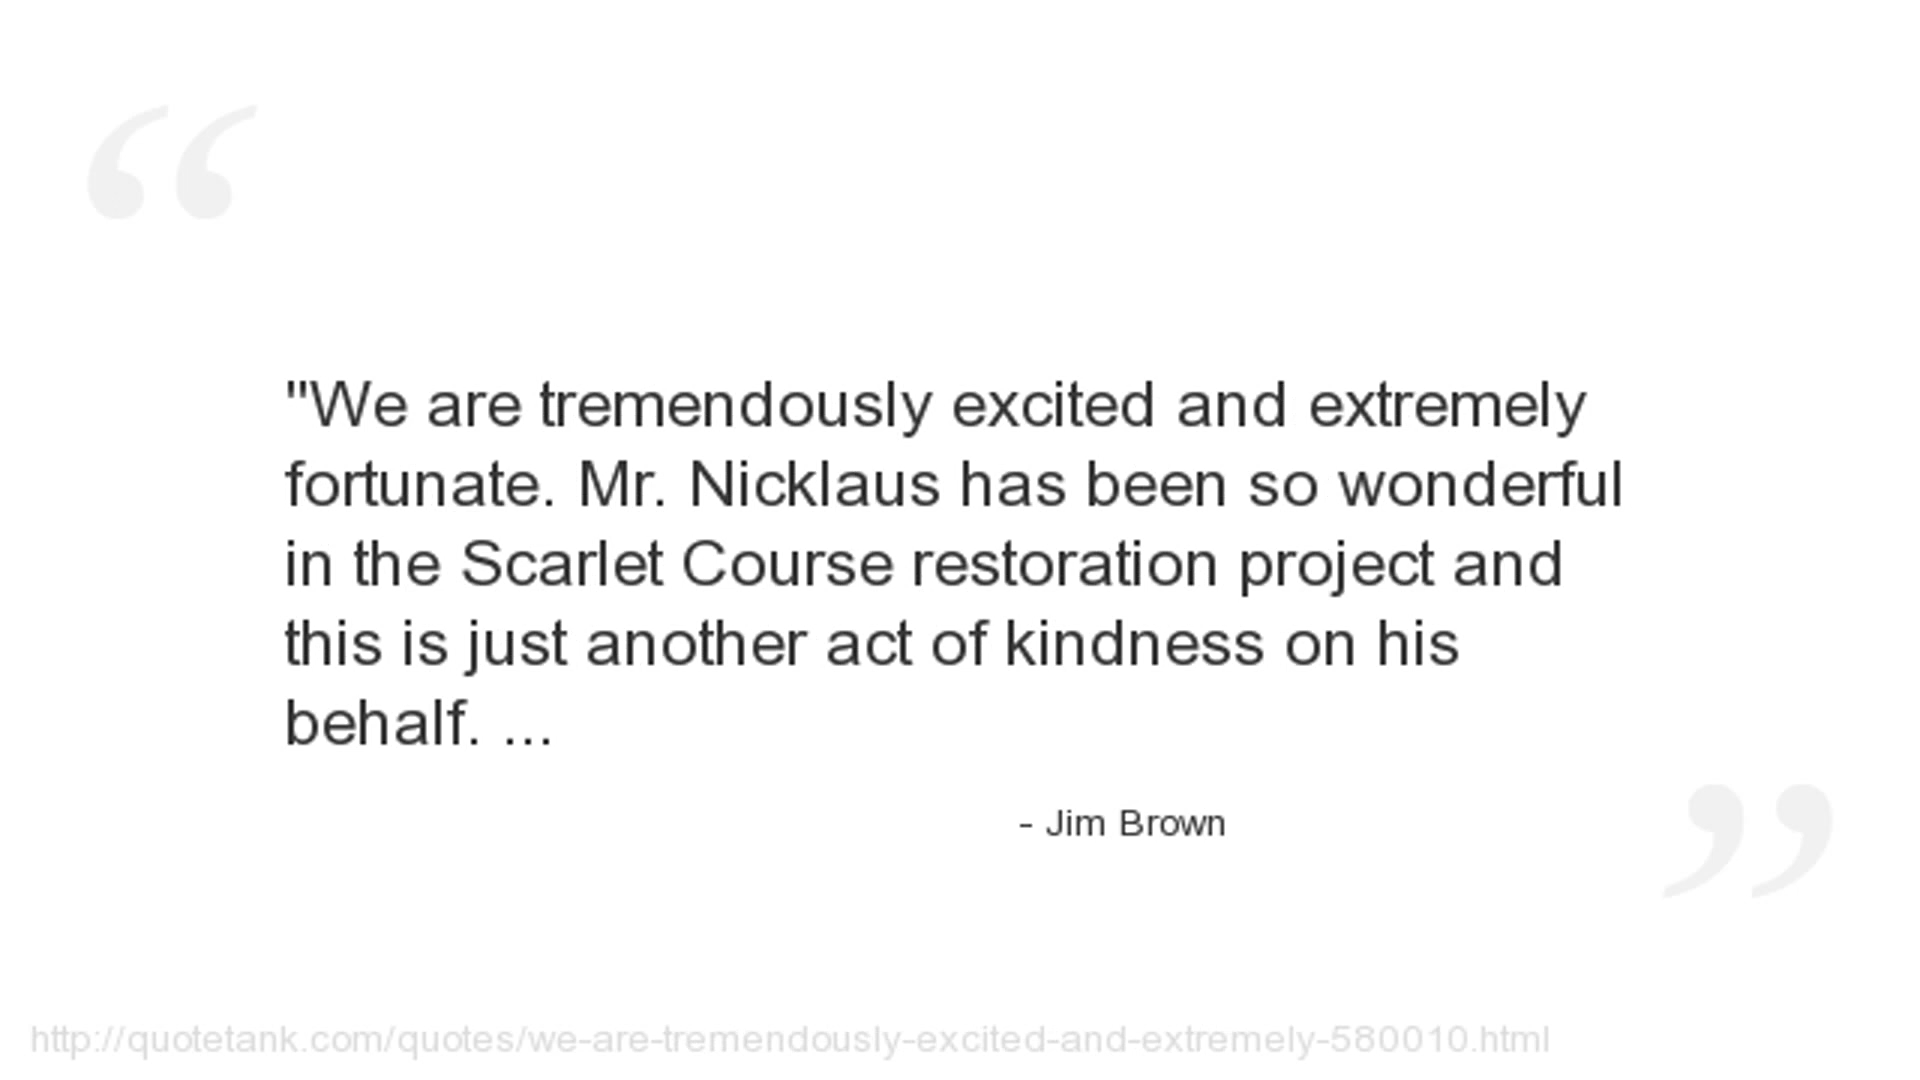 "We are tremendously excited and extremely
fortunate. Mr. Nicklaus has been so wonderful
in the Scarlet Course restoration project and
this is just another act of kindness on his
behalf. ...
- Jim Brown
http://quotetank.com/quotes/we-are-tremendously-excited-and-extremely-580010.html